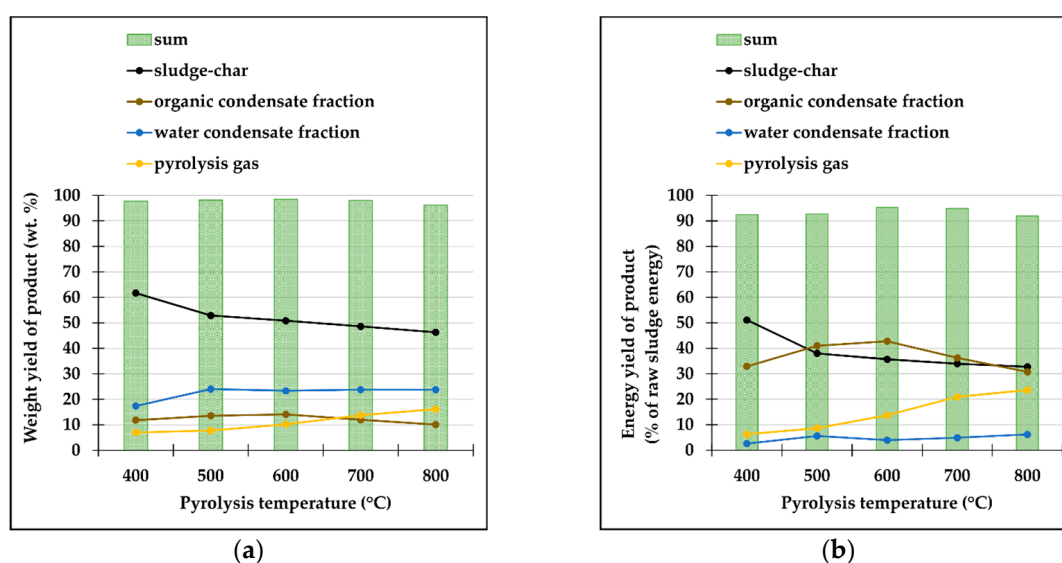 sum
sludge-char
organic condensate fraction
water condensate fraction
pyrolysis gas
Weight yield of product (wt. %)
100
90
80
70
60
50
40
30
20
10
0
400 500 600 700 800
Pyrolysis temperature (°C)
(a)
sum
sludge-char
organic condensate fraction
water condensate fraction
pyrolysis gas
Energy yield of product
(% of raw sludge energy)
100
90
80
70
60
50
40
30
20
10
0
400 500 600 700 800
Pyrolysis temperature (°C)
(b)